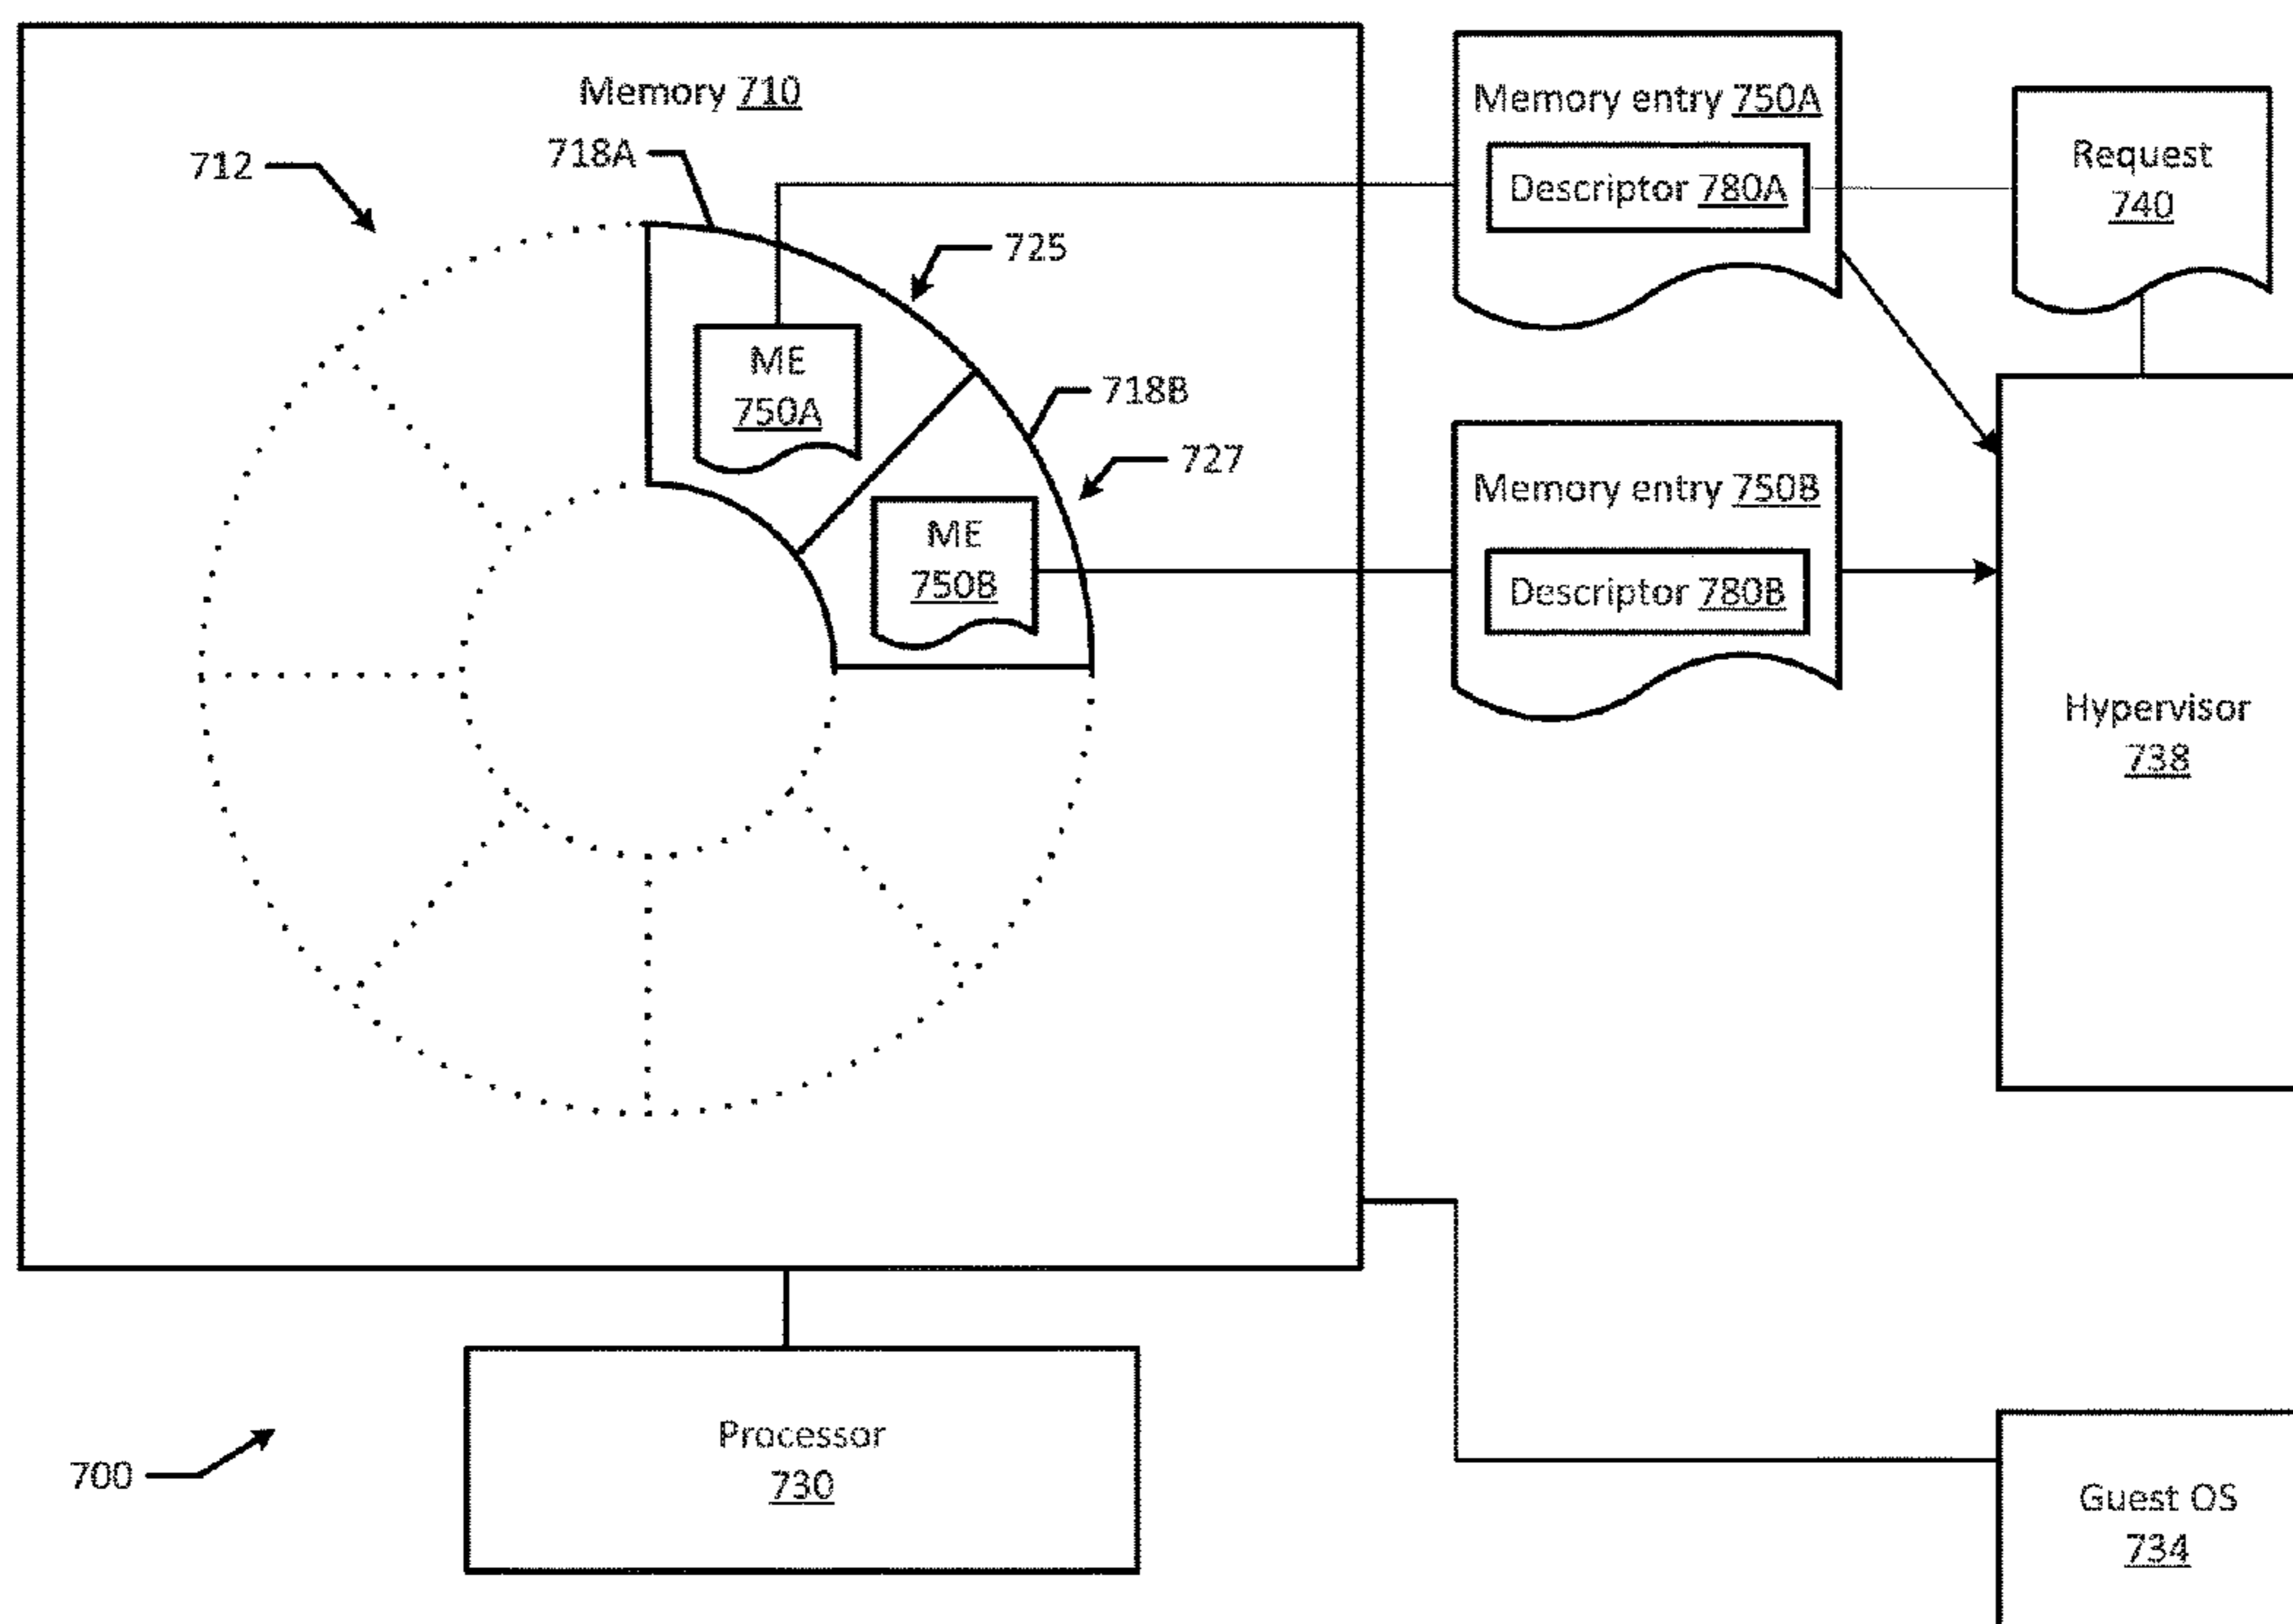 Memory 710
712
718A
725
ME
750A
718B
727
ME
750B
Memory entry 750A
Descriptor 780A
Request
740
Memory entry 750B
Descriptor 780B
Hypervisor
738
Processor
730
700
Guest OS
734